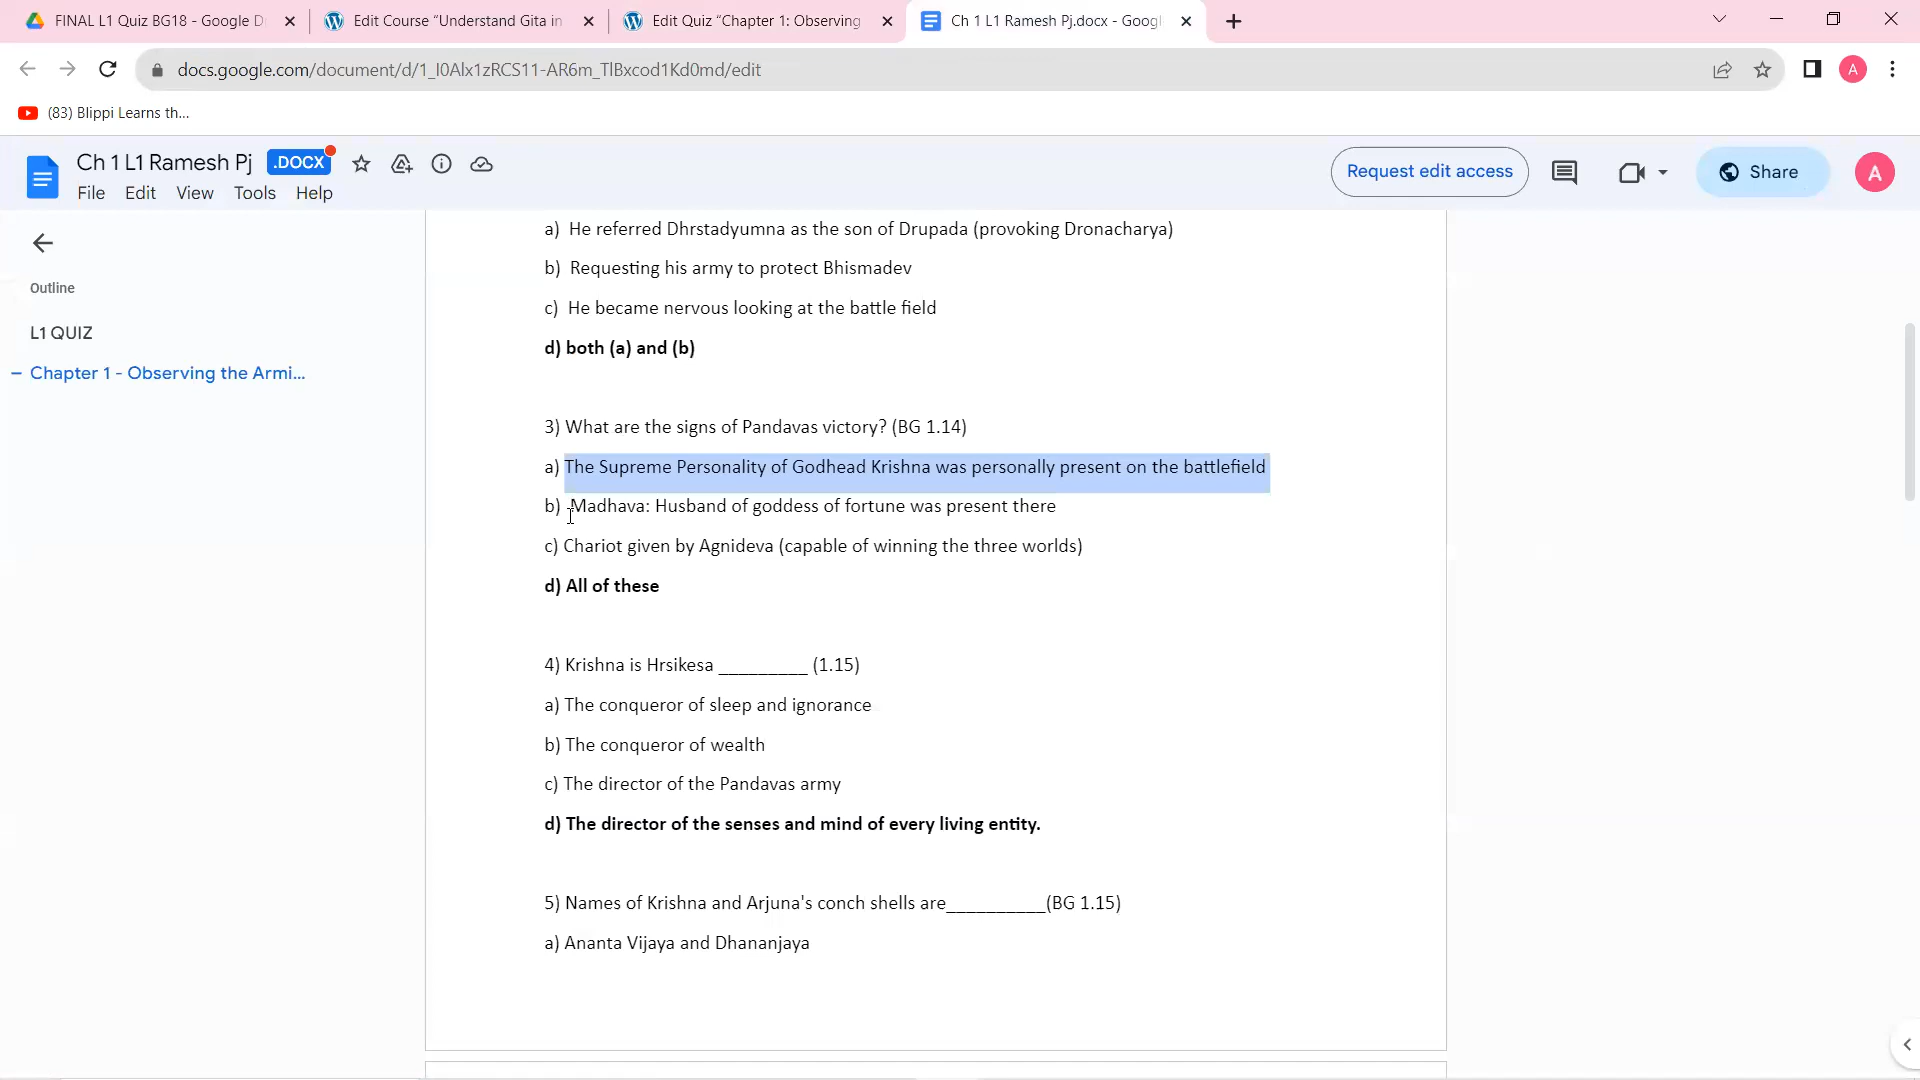 FINAL L1 Quiz BG18 - Google D
Edit Course "Understand Gita in
Edit Quiz "Chapter 1: Observing
Ch 1 L1 Ramesh Pj.docx - Googl
docs.google.com/document/d/1_I0Alx1zRCS11-AR6m_TlBxcod1Kd0md/edit
A
(83) Blippi Learns th...
Ch 1 L1 Ramesh Pj
.DOCX
Request edit access
Share
A
File Edit View Tools Help
Outline
L1 QUIZ
Chapter 1 - Observing the Armi...
a) He referred Dhrstadyumna as the son of Drupada (provoking Dronacharya)
b) Requesting his army to protect Bhismadev
c) He became nervous looking at the battle field
d) both (a) and (b)
3) What are the signs of Pandavas victory? (BG 1.14)
a) The Supreme Personality of Godhead Krishna was personally present on the battlefield
b) Madhava: Husband of goddess of fortune was present there
c) Chariot given by Agnideva (capable of winning the three worlds)
d) All of these
4) Krishna is Hrsikesa _________ (1.15)
a) The conqueror of sleep and ignorance
b) The conqueror of wealth
c) The director of the Pandavas army
d) The director of the senses and mind of every living entity.
5) Names of Krishna and Arjuna's conch shells are__________(BG 1.15)
a) Ananta Vijaya and Dhananjaya